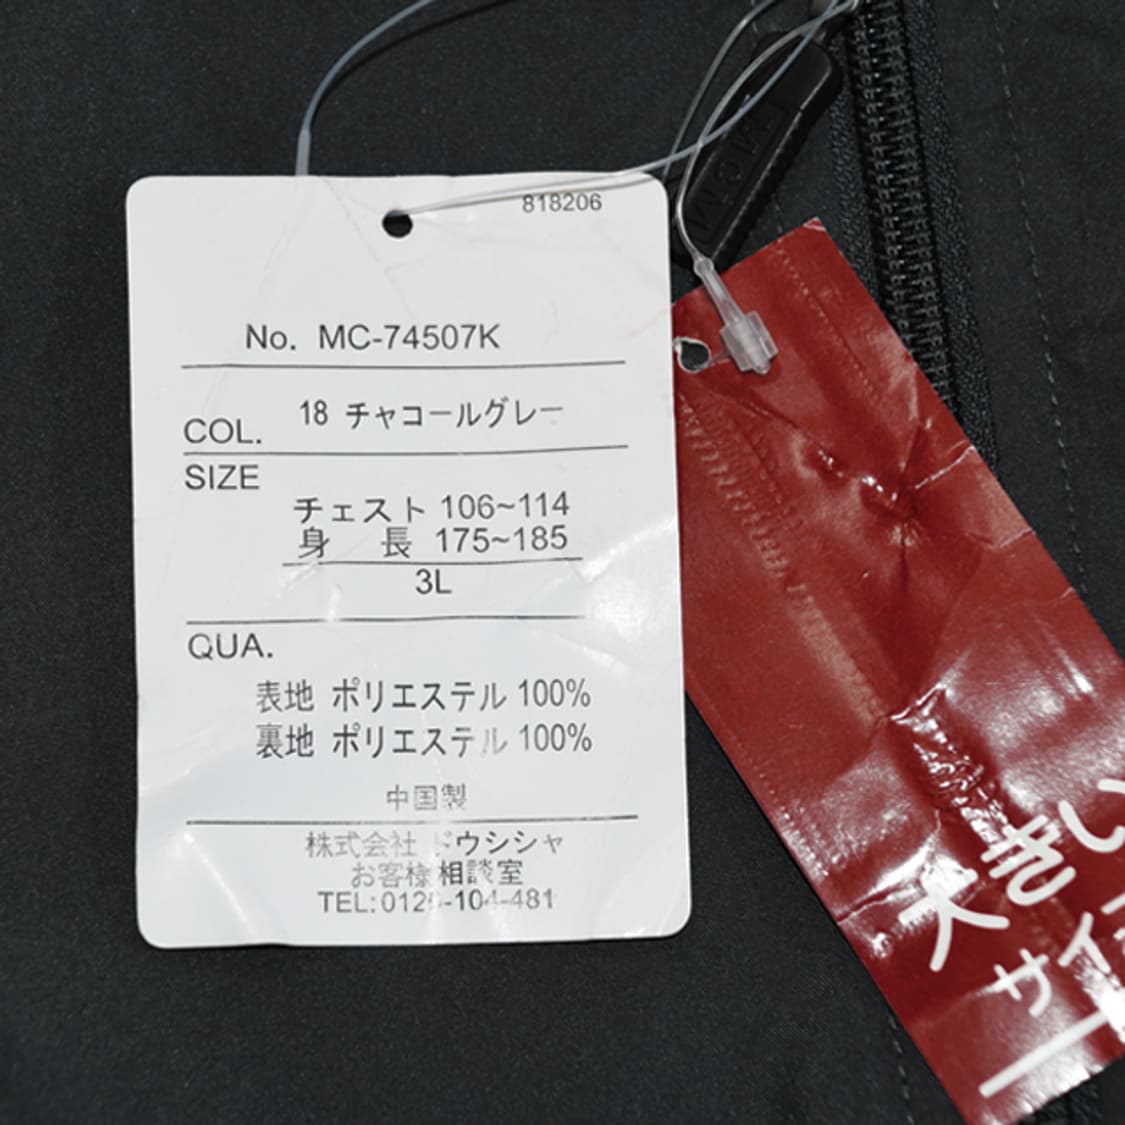 818206
No. MC-74507K
COL. 18 チャコールグレー
SIZE
チェスト 106~114
身 長 175~185
3L
QUA.
表地 ポリエステル 100%
裏地 ポリエステル 100%
中国製
株式会社 ドウシシャ
お客様相談室
TEL:0120-104-481
大きい
サイ